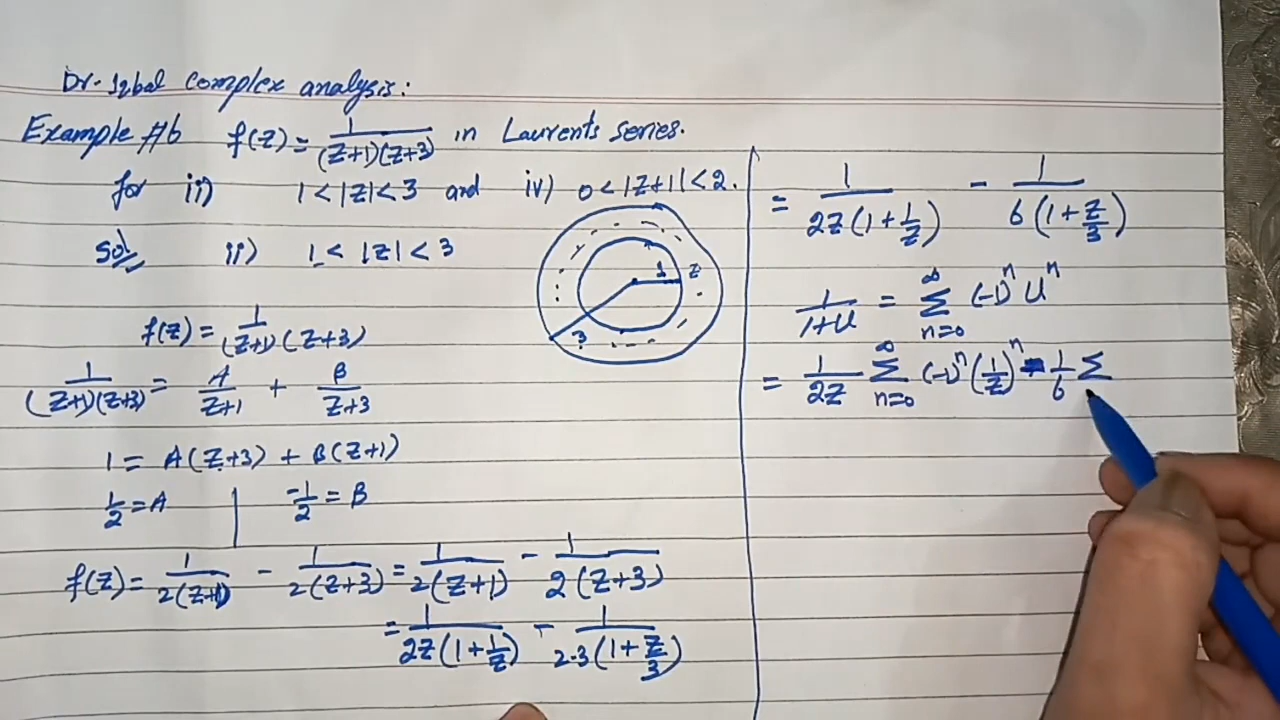 Dr. Iqbal complex analysis:
Example #6 f(z) = 1/((z+1)(z+3)) in Laurents series.
for ii) 1 < |z| < 3 and iv) 0 < |z+1| < 2.
Sol ii) 1 < |z| < 3
1 z
3
f(z) = 1/((z+1)(z+3))
1/((z+1)(z+3)) = A/(z+1) + B/(z+3)
1 = A(z+3) + B(z+1)
1/2 = A | -1/2 = B
f(z) = 1/(2(z+1)) - 1/(2(z+3)) = 1/(2(z+1)) - 1/(2(z+3))
= 1/(2z(1+1/z)) - 1/(2·3(1+z/3))
= 1/(2z(1+1/z)) - 1/(6(1+z/3))
1/(1+u) = ∑_{n=0}^{∞} (-1)^n u^n
= 1/(2z) ∑_{n=0}^{∞} (-1)^n (1/z)^n - 1/6 ∑